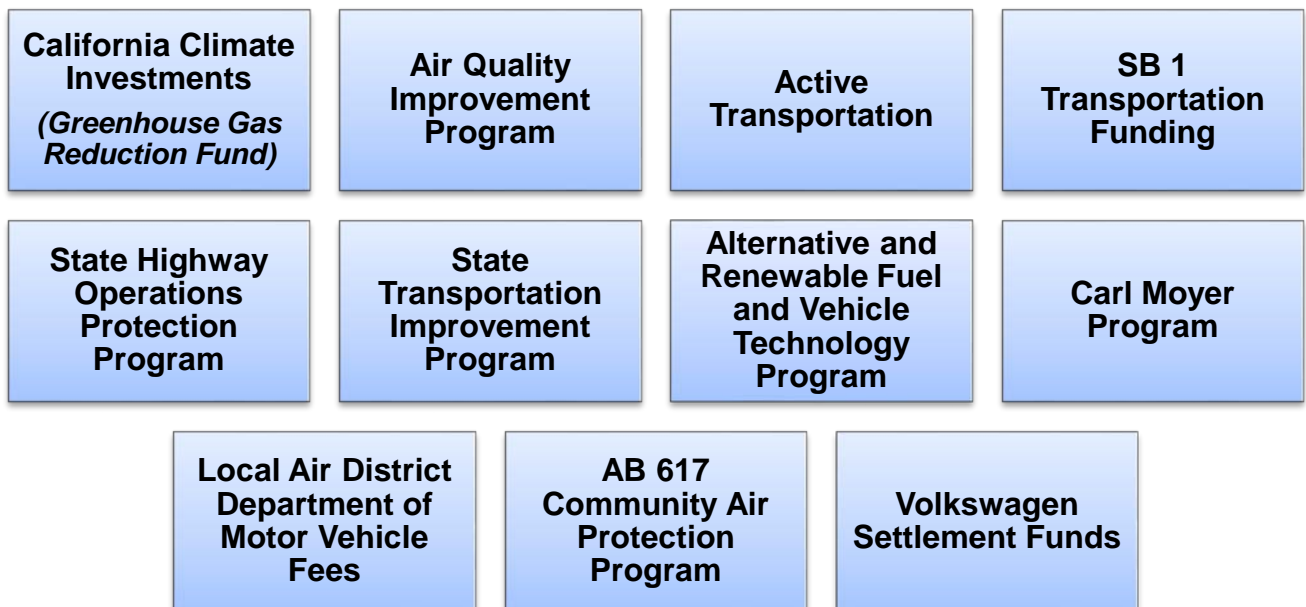 California Climate
Investments
(Greenhouse Gas
Reduction Fund)
Air Quality
Improvement
Program
Active
Transportation
SB 1
Transportation
Funding
State Highway
Operations
Protection
Program
State
Transportation
Improvement
Program
Alternative and
Renewable Fuel
and Vehicle
Technology
Program
Carl Moyer
Program
Local Air District
Department of
Motor Vehicle
Fees
AB 617
Community Air
Protection
Program
Volkswagen
Settlement Funds